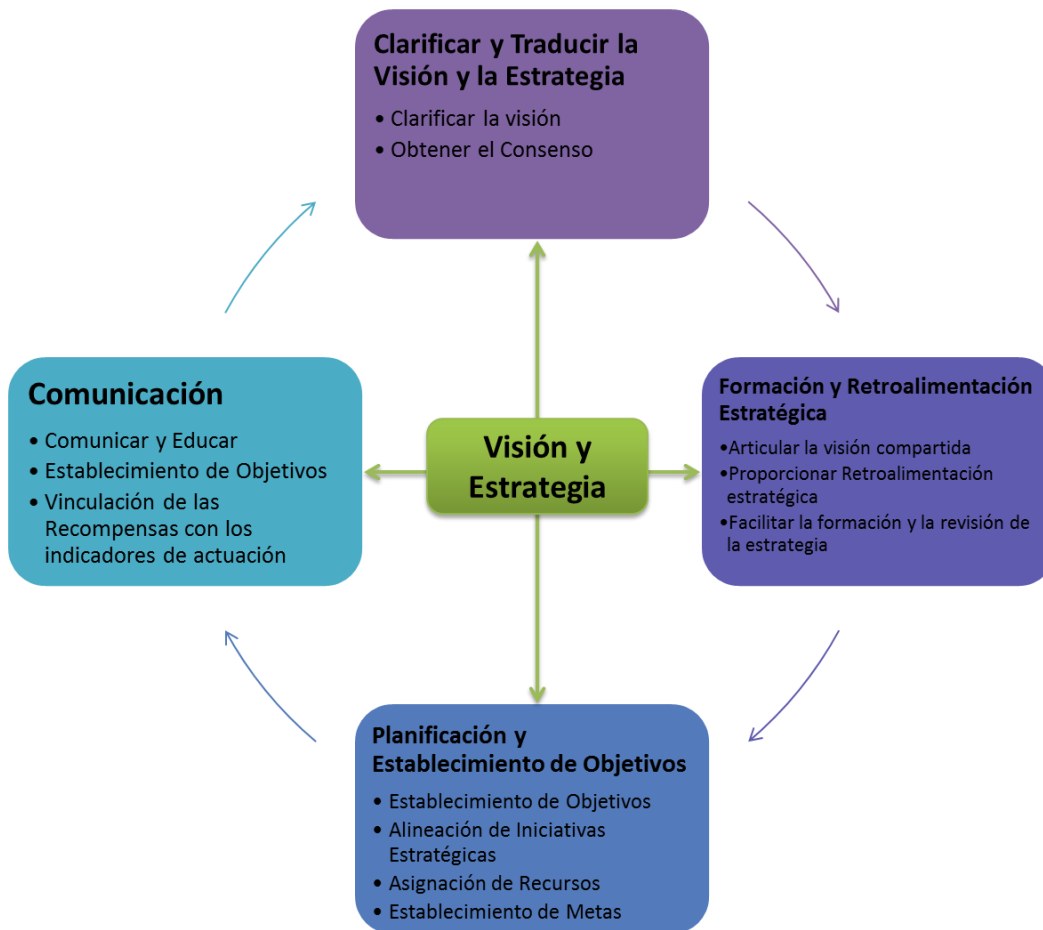 Clarificar y Traducir la
Visión y la Estrategia
• Clarificar la visión
• Obtener el Consenso
Comunicación
• Comunicar y Educar
• Establecimiento de Objetivos
• Vinculación de las
Recompensas con los
indicadores de actuación
Visión y
Estrategia
Formación y Retroalimentación
Estratégica
•Articular la visión compartida
•Proporcionar Retroalimentación
estratégica
•Facilitar la formación y la revisión de
la estrategia
Planificación y
Establecimiento de Objetivos
• Establecimiento de Objetivos
• Alineación de Iniciativas
Estratégicas
• Asignación de Recursos
• Establecimiento de Metas